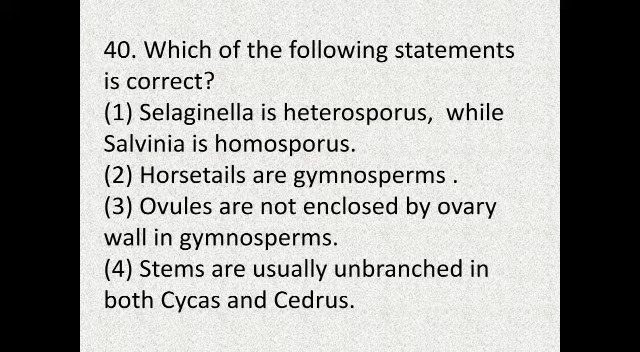 40. Which of the following statements
is correct?
(1) Selaginella is heterosporus,  while
Salvinia is homosporus.
(2) Horsetails are gymnosperms .
(3) Ovules are not enclosed by ovary
wall in gymnosperms.
(4) Stems are usually unbranched in
both Cycas and Cedrus.